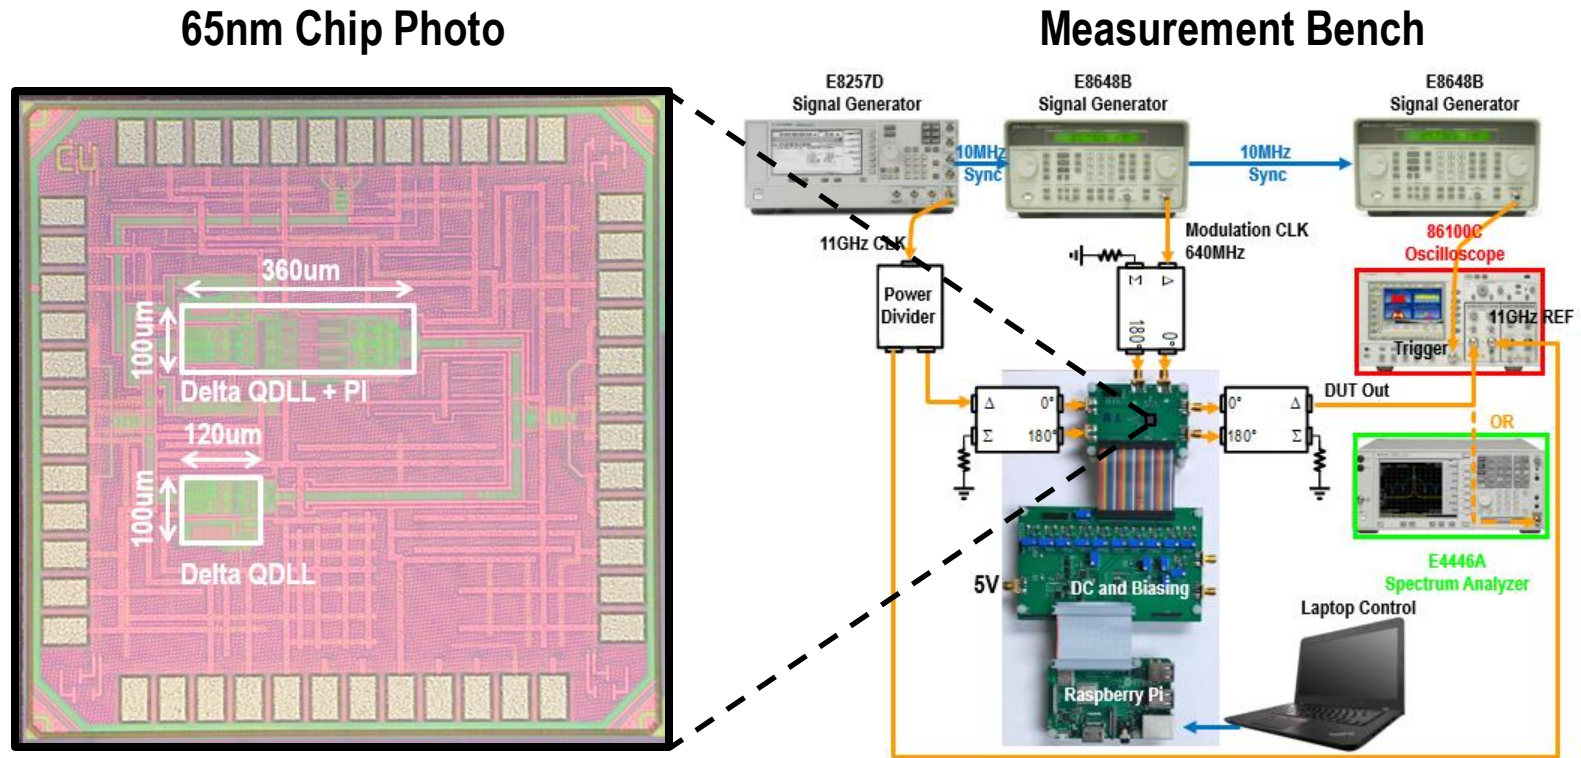 65nm Chip Photo
Measurement Bench
CU
360um
100um
Delta QDLL + PI
120um
100um
Delta QDLL
E8257D
Signal Generator
E8648B
Signal Generator
E8648B
Signal Generator
10MHz
Sync
10MHz
Sync
11GHz CLK
Modulation CLK
640MHz
86100C
Oscilloscope
Power
Divider
Σ Δ
180° 0°
11GHz REF
Trigger
Δ 0°
Σ 180°
0° Δ
180° Σ
DUT Out
OR
E4446A
Spectrum Analyzer
5V
DC and Biasing
Laptop Control
Raspberry Pi